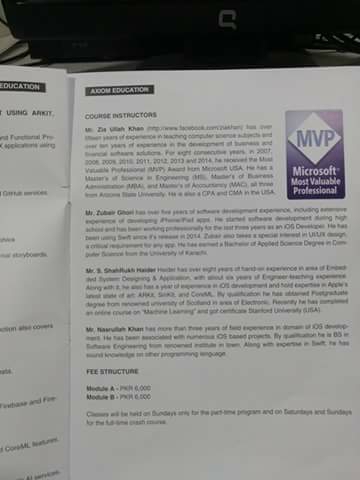 EDUCATION
T USING ARKIT,
nd Functional Pro-
X applications using
GitHub services.
storyboards.
ction also covers
ata.
Firebase and Fire-
d CoreML features.
AI services.
AXIOM EDUCATION
COURSE INSTRUCTORS
Mr. Zia Ullah Khan (http://www.facebook.com/ziakhan) has over
fifteen years of experience in teaching computer science subjects and
over ten years of experience in the development of business and
financial software solutions. For eight consecutive years, in 2007,
2008, 2009, 2010, 2011, 2012, 2013 and 2014, he received the Most
Valuable Professional (MVP) Award from Microsoft USA. He has a
Master's of Science in Engineering (MS), Master's of Business
Administration (MBA), and Master's of Accountancy (MAC), all three
from Arizona State University. He is also a CPA and CMA in the USA.
MVP
Microsoft
Most Valuable
Professional
Mr. Zubair Ghori has over five years of software development experience, including extensive
experience of developing iPhone/iPad apps. He started software development during high
school and has been working professionally for the last three years as an iOS Developer. He has
been using Swift since it's release in 2014. Zubair also takes a special interest in UI/UX design,
a critical requirement for any app. He has earned a Bachelor of Applied Science Degree in Com-
puter Science from the University of Karachi.
Mr. S. ShahRukh Haider Haider has over eight years of hand-on experience in area of Embed-
ded System Designing & Application, with about six years of Engineer-teaching experience.
Along with it, he also has a year of experience in iOS development and hold expertise in Apple's
latest state of art: ARKit, SiriKit, and CoreML. By qualification he has obtained Postgraduate
degree from renowned university of Scotland in area of Electronic. Recently he has completed
an online course on "Machine Learning" and got certificate Stanford University (USA)
Mr. Nasrullah Khan has more than three years of field experience in domain of iOS develop-
ment. He has been associated with numerous iOS based projects. By qualification he is BS in
Software Engineering from renowned institute in town. Along with expertise in Swift, he has
sound knowledge on other programming language.
FEE STRUCTURE
Module A - PKR 6,000
Module B - PKR 6,000
Classes will be held on Sundays only for the part-time program and on Saturdays and Sundays
for the full-time crash course.